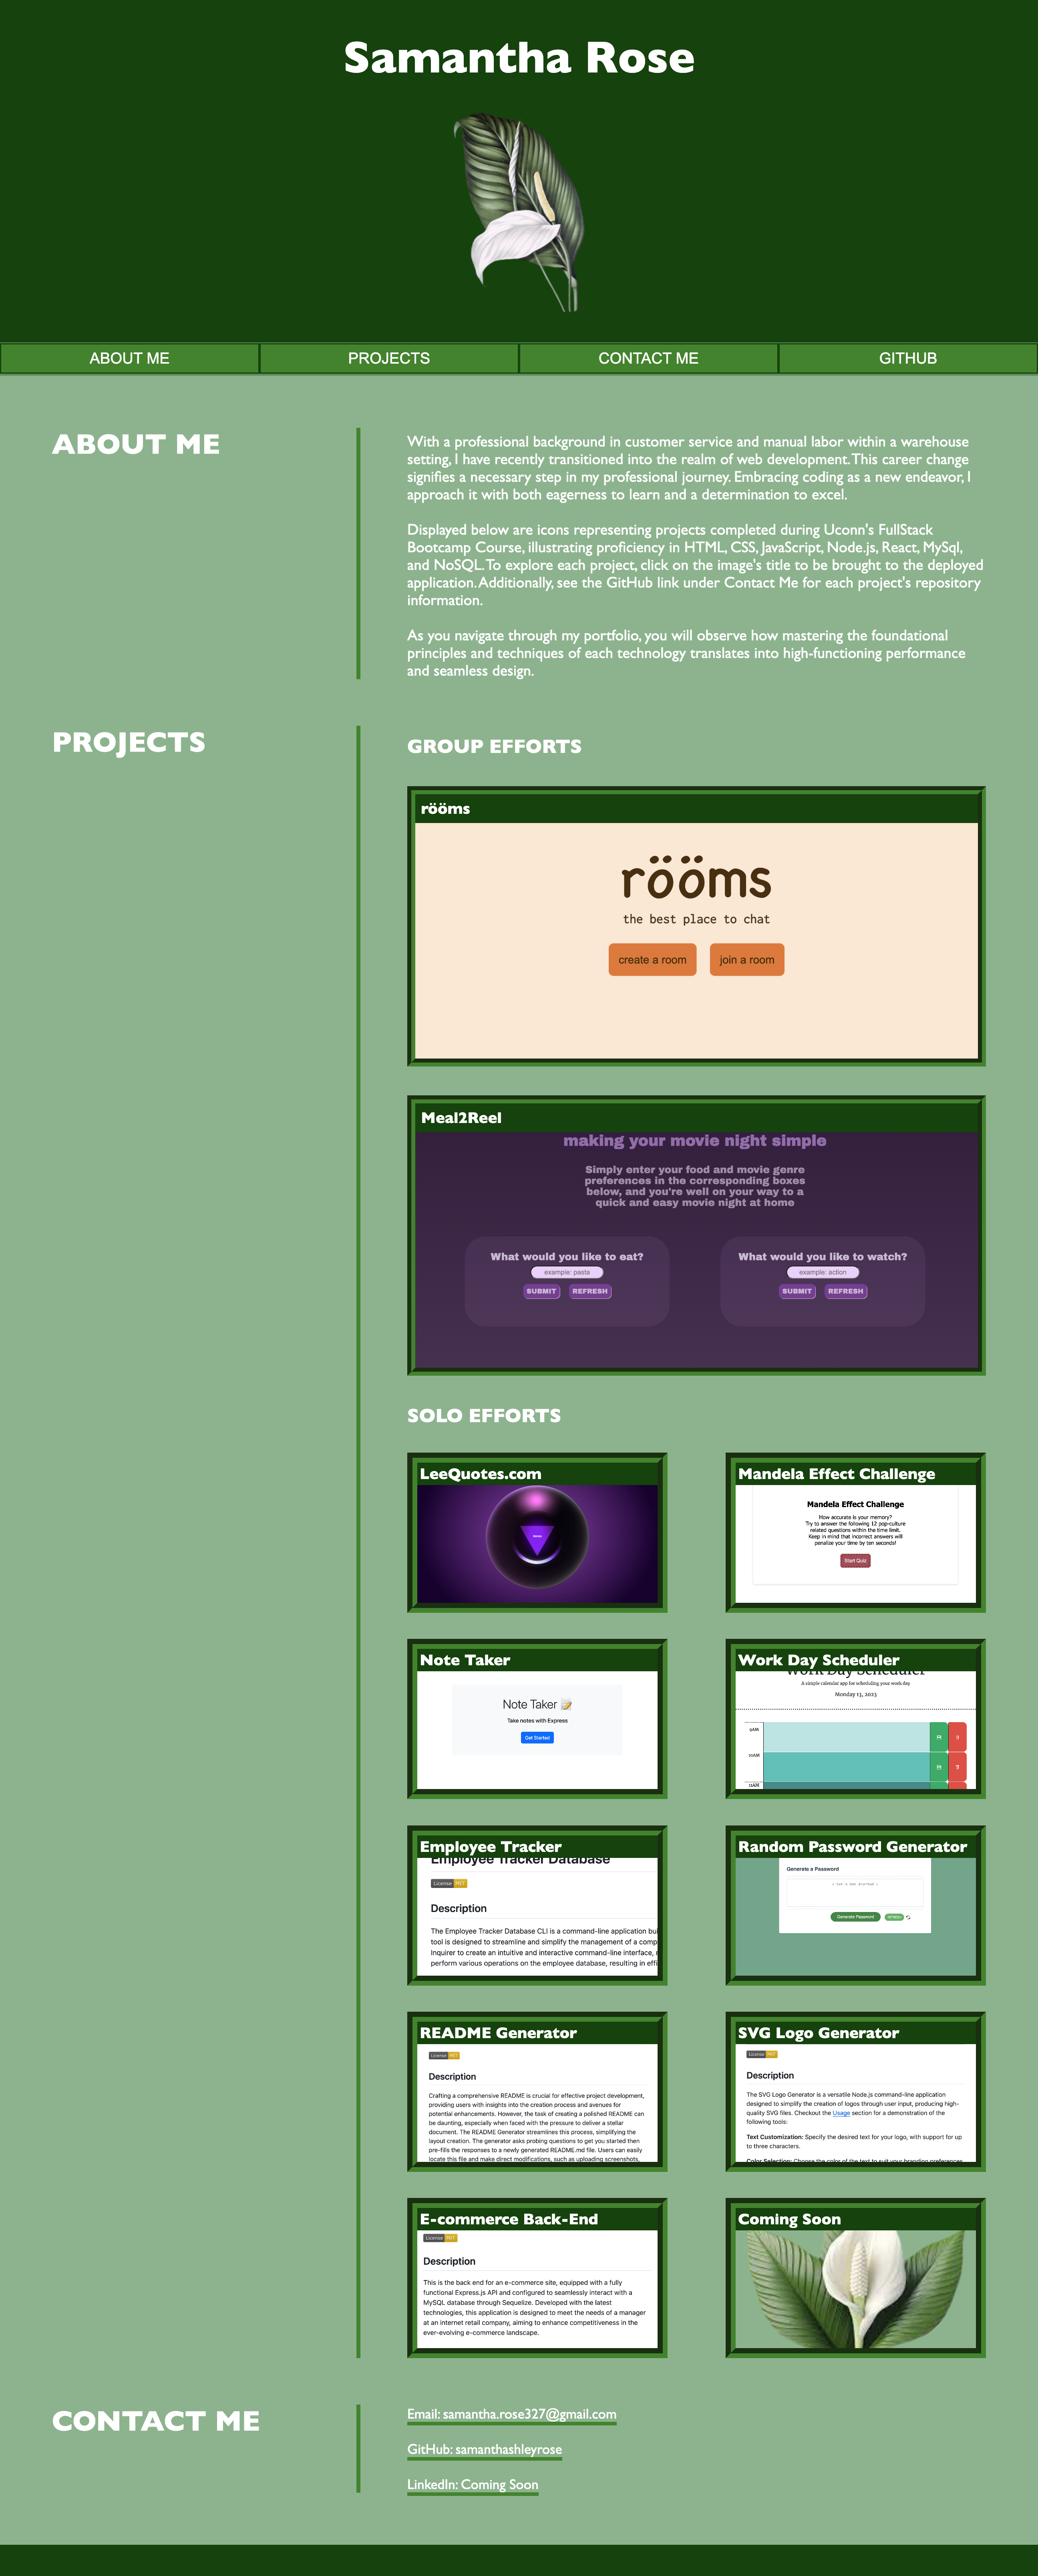 Samantha Rose
ABOUT ME
PROJECTS
CONTACT ME
GITHUB
ABOUT ME
With a professional background in customer service and manual labor within a warehouse
setting, I have recently transitioned into the realm of web development. This career change
signifies a necessary step in my professional journey. Embracing coding as a new endeavor, I
approach it with both eagerness to learn and a determination to excel.
Displayed below are icons representing projects completed during Uconn's FullStack
Bootcamp Course, illustrating proficiency in HTML, CSS, JavaScript, Node.js, React, MySql,
and NoSQL. To explore each project, click on the image's title to be brought to the deployed
application. Additionally, see the GitHub link under Contact Me for each project's repository
information.
As you navigate through my portfolio, you will observe how mastering the foundational
principles and techniques of each technology translates into high-functioning performance
and seamless design.
PROJECTS
GROUP EFFORTS
rööms
rööms
the best place to chat
create a room
join a room
Meal2Reel
making your movie night simple
Simply enter your food and movie genre
preferences in the corresponding boxes
below, and you're well on your way to a
quick and easy movie night at home
What would you like to eat?
example: pasta
SUBMIT
REFRESH
What would you like to watch?
example: action
SUBMIT
REFRESH
SOLO EFFORTS
LeeQuotes.com
Mandela Effect Challenge
Mandela Effect Challenge
How accurate is your memory?
Try to answer the following 12 pop-culture
related questions within the time limit.
Keep in mind that incorrect answers will
penalize your time by ten seconds!
Start Quiz
Note Taker
Note Taker
Take notes with Express
Get Started
Work Day Scheduler
Work Day Scheduler
A simple calendar app for scheduling your work day
Monday 13, 2023
9AM
10AM
11AM
Employee Tracker
Employee Tracker Database
License MIT
Description
The Employee Tracker Database CLI is a command-line application bui
tool is designed to streamline and simplify the management of a comp
Inquirer to create an intuitive and interactive command-line interface,
perform various operations on the employee database, resulting in effi
Random Password Generator
Generate a Password
Generate Password
README Generator
License MIT
Description
Crafting a comprehensive README is crucial for effective project development,
providing users with insights into the creation process and avenues for
potential enhancements. However, the task of creating a polished README can
be daunting, especially when faced with the pressure to deliver a stellar
document. The README Generator streamlines this process, simplifying the
layout creation. The generator asks probing questions to get you started then
pre-fills the responses to a newly generated README.md file. Users can easily
locate this file and make direct modifications, such as uploading screenshots,
SVG Logo Generator
License MIT
Description
The SVG Logo Generator is a versatile Node.js command-line application
designed to simplify the creation of logos through user input, producing high-
quality SVG files. Checkout the Usage section for a demonstration of the
following tools:
Text Customization: Specify the desired text for your logo, with support for up
to three characters.
Color Selection: Choose the color of the text to suit your branding preferences
E-commerce Back-End
License MIT
Description
This is the back end for an e-commerce site, equipped with a fully
functional Express.js API and configured to seamlessly interact with a
MySQL database through Sequelize. Developed with the latest
technologies, this application is designed to meet the needs of a manager
at an internet retail company, aiming to enhance competitiveness in the
ever-evolving e-commerce landscape.
Coming Soon
CONTACT ME
Email: samantha.rose327@gmail.com
GitHub: samanthashleyrose
LinkedIn: Coming Soon